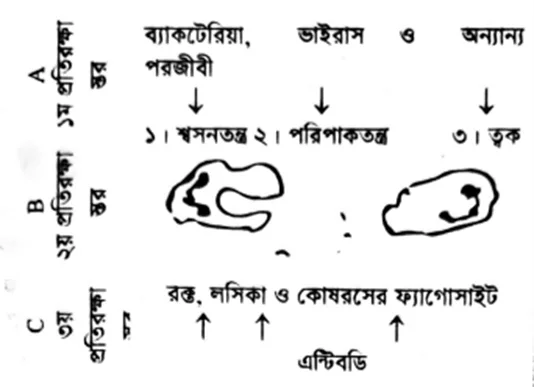 ব্যাকটেরিয়া, ভাইরাস ও অন্যান্য
পরজীবী
A
১ম প্রতিরক্ষা
স্তর
১। শ্বসনতন্ত্র ২। পরিপাকতন্ত্র ৩। ত্বক
B
২য় প্রতিরক্ষা
স্তর
রক্ত, লসিকা ও কোষরসের ফ্যাগোসাইট
C
৩য়
প্রতিরক্ষা
এন্টিবডি